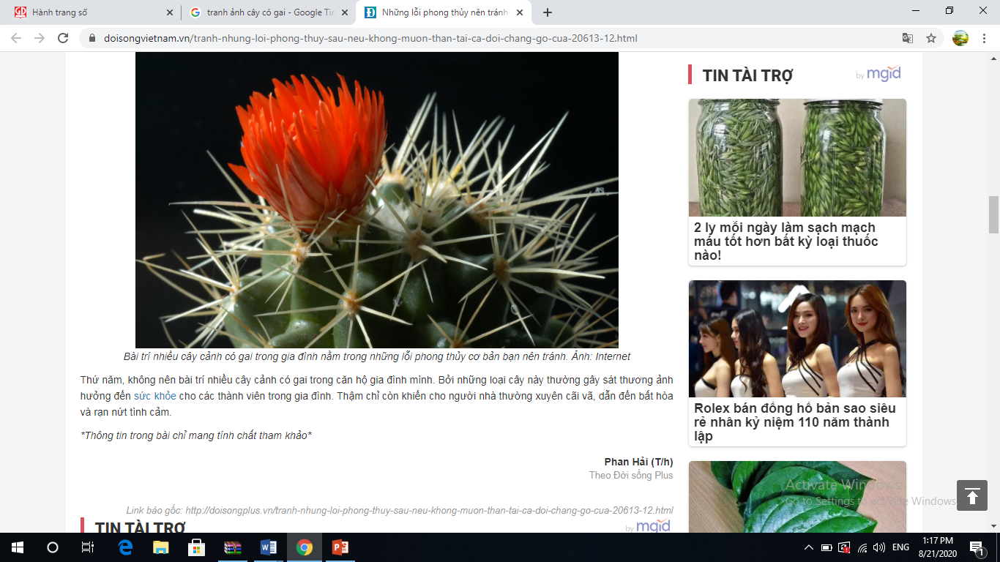 Hành trang số
tranh ảnh cây có gai - Google Tìm
Những lỗi phong thủy nên tránh
doisongvietnam.vn/tranh-nhung-loi-phong-thuy-sau-neu-khong-muon-than-tai-ca-doi-chang-go-cua-20613-12.html
Bài trí nhiều cây cảnh có gai trong gia đình nằm trong những lỗi phong thủy cơ bản bạn nên tránh. Ảnh: Internet
Thứ năm, không nên bài trí nhiều cây cảnh có gai trong căn hộ gia đình mình. Bởi những loại cây này thường gây sát thương ảnh
hưởng đến sức khỏe cho các thành viên trong gia đình. Thậm chỉ còn khiến cho người nhà thường xuyên cãi vã, dẫn đến bất hòa
và rạn nứt tình cảm.
*Thông tin trong bài chỉ mang tính chất tham khảo*
Phan Hải (T/h)
Theo Đời sống Plus
Link báo gốc: http://doisongplus.vn/tranh-nhung-loi-phong-thuy-sau-neu-khong-muon-than-tai-ca-doi-chang-go-cua-20613-12.html
TIN TÀI TRỢ
by mgid
TIN TÀI TRỢ
by mgid
2 ly mỗi ngày làm sạch mạch
máu tốt hơn bất kỳ loại thuốc
nào!
Rolex bán đồng hồ bản sao siêu
rẻ nhân kỷ niệm 110 năm thành
lập
Activate Windows
Go to Settings to activate Windows.
ENG
1:17 PM
8/21/2020
1